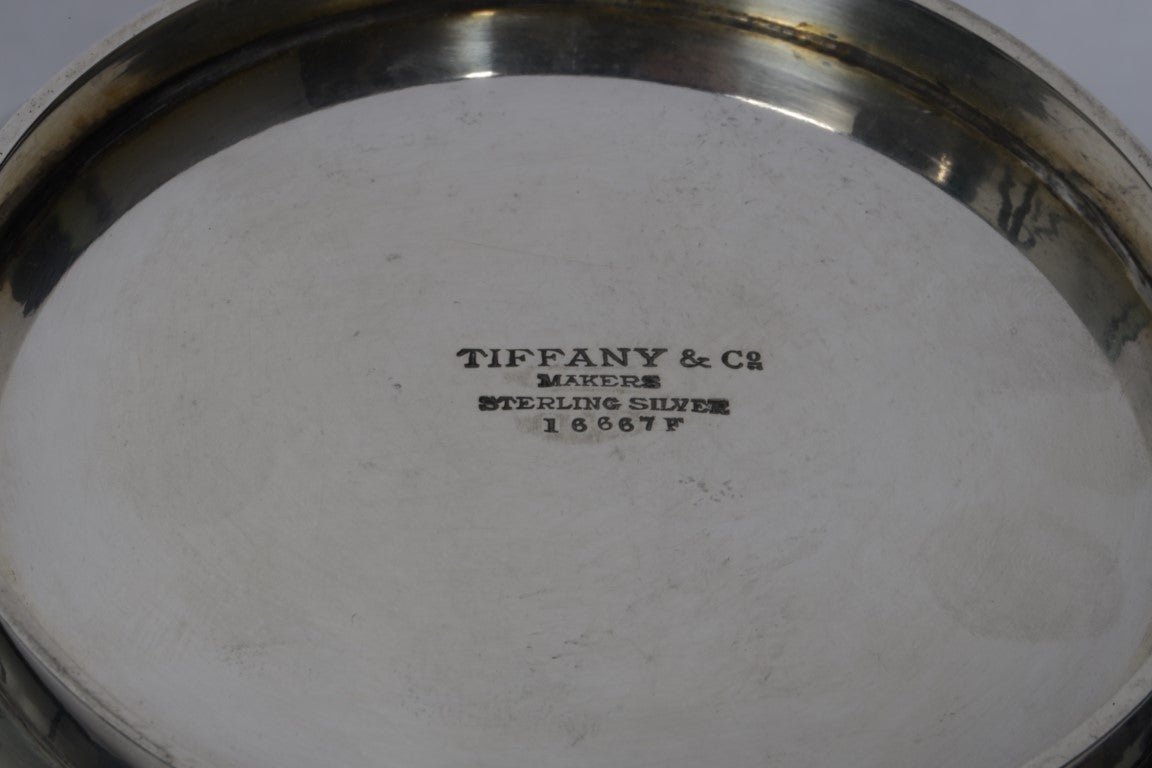 TIFFANY & Co
MAKERS
STERLING SILVER
16667F